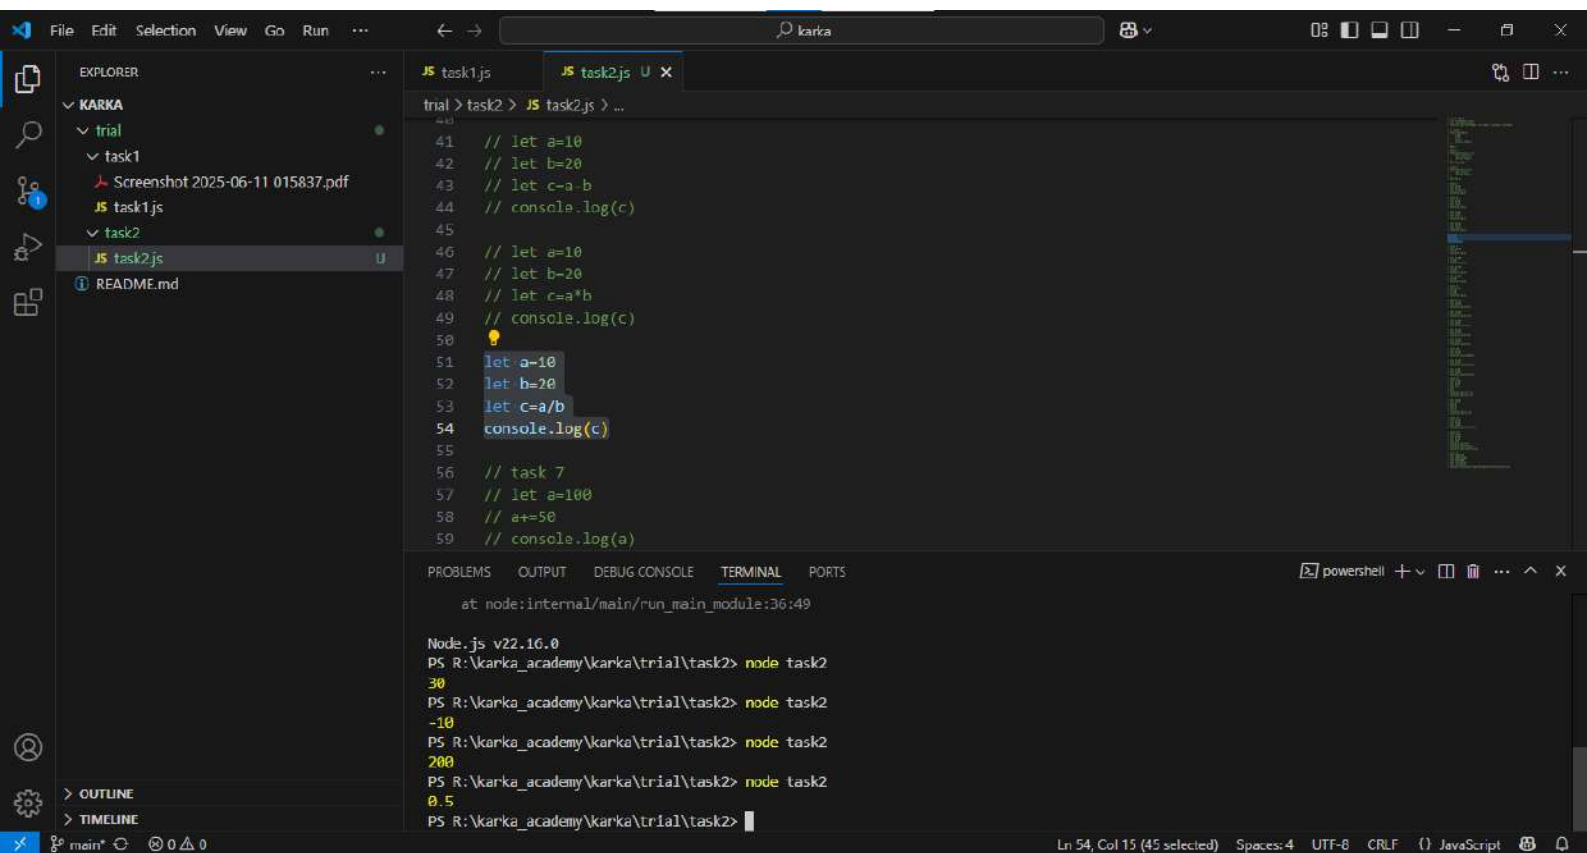 File Edit Selection View Go Run ··· karka
EXPLORER ···
KARKA
trial
task1
Screenshot 2025-06-11 015837.pdf
JS task1.js
task2
JS task2.js U
README.md
OUTLINE
TIMELINE
JS task1.js JS task2.js U
trial > task2 > JS task2.js > ...
40
41 // let a=10
42 // let b=20
43 // let c=a-b
44 // console.log(c)
45
46 // let a=10
47 // let b=20
48 // let c=a*b
49 // console.log(c)
50
51 let a=10
52 let b=20
53 let c=a/b
54 console.log(c)
55
56 // task 7
57 // let a=100
58 // a+=50
59 // console.log(a)
PROBLEMS OUTPUT DEBUG CONSOLE TERMINAL PORTS powershell
at node:internal/main/run_main_module:36:49
Node.js v22.16.0
PS R:\karka_academy\karka\trial\task2> node task2
30
PS R:\karka_academy\karka\trial\task2> node task2
-10
PS R:\karka_academy\karka\trial\task2> node task2
200
PS R:\karka_academy\karka\trial\task2> node task2
0.5
PS R:\karka_academy\karka\trial\task2>
main* 0 0 Ln 54, Col 15 (45 selected) Spaces: 4 UTF-8 CRLF {} JavaScript